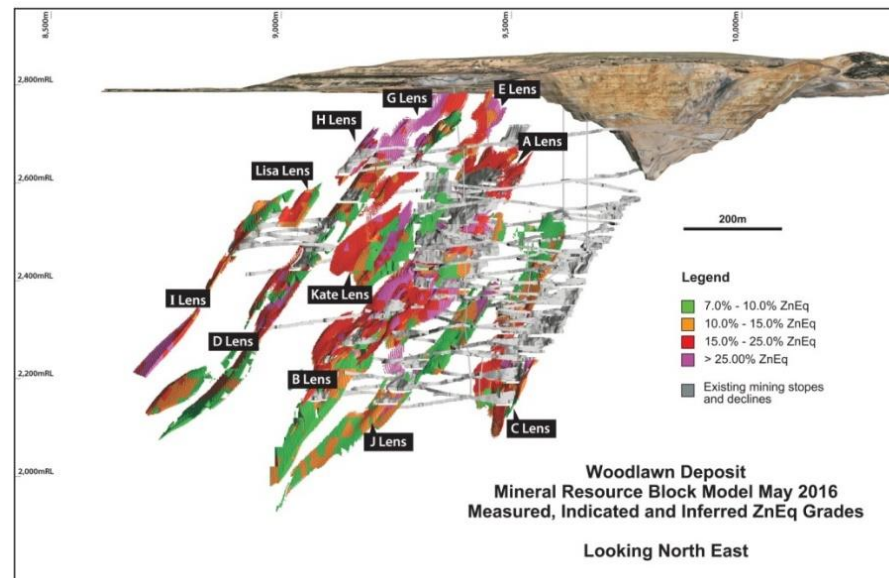 8,500m
9,000m
9,500m
10,000m
2,800mRL
2,600mRL
2,400mRL
2,200mRL
2,000mRL
G Lens
E Lens
H Lens
A Lens
Lisa Lens
Kate Lens
I Lens
D Lens
B Lens
J Lens
C Lens
200m
Legend
7.0% - 10.0% ZnEq
10.0% - 15.0% ZnEq
15.0% - 25.0% ZnEq
> 25.00% ZnEq
Existing mining stopes
and declines
Woodlawn Deposit
Mineral Resource Block Model May 2016
Measured, Indicated and Inferred ZnEq Grades
Looking North East